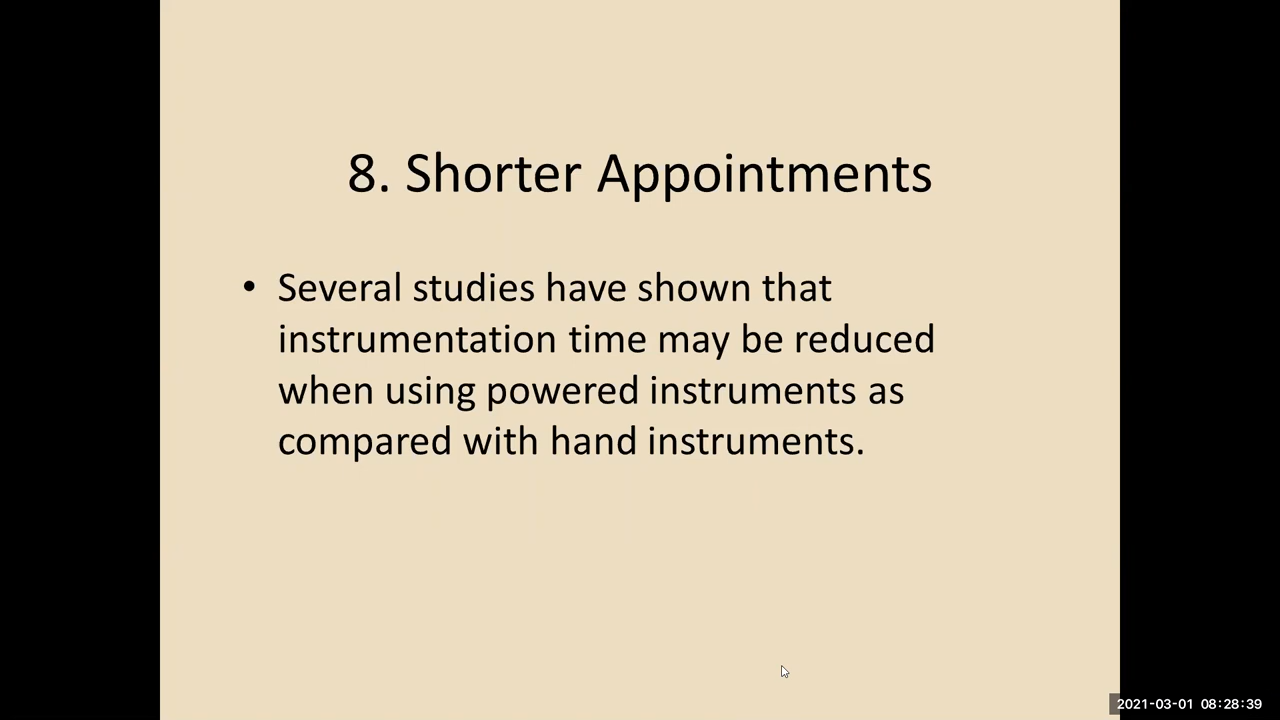 8. Shorter Appointments
• Several studies have shown that
instrumentation time may be reduced
when using powered instruments as
compared with hand instruments.
2021-03-01 08:28:39